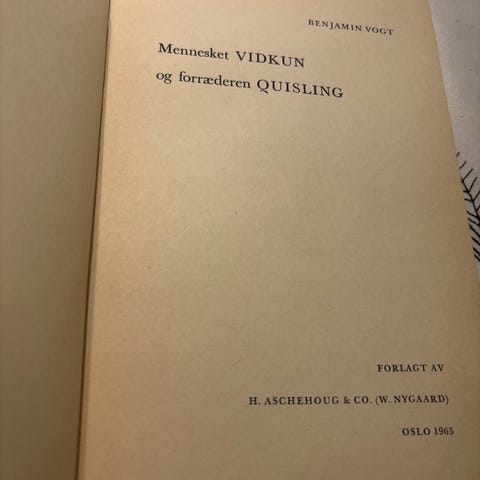 BENJAMIN VOGT
Mennesket VIDKUN
og forræderen QUISLING
FORLAGT AV
H. ASCHEHOUG & CO. (W. NYGAARD)
OSLO 1965